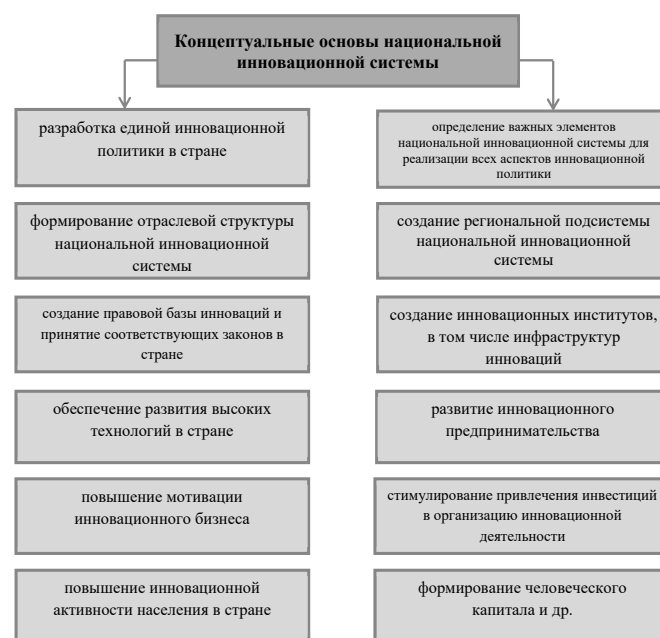 Концептуальные основы национальной
инновационной системы
разработка единой инновационной
политики в стране
определение важных элементов
национальной инновационной системы для
реализации всех аспектов инновационной
политики
формирование отраслевой структуры
национальной инновационной
системы
создание региональной подсистемы
национальной инновационной
системы
создание правовой базы инноваций и
принятие соответствующих законов в
стране
создание инновационных институтов,
в том числе инфраструктур
инноваций
обеспечение развития высоких
технологий в стране
развитие инновационного
предпринимательства
повышение мотивации
инновационного бизнеса
стимулирование привлечения инвестиций
в организацию инновационной
деятельности
повышение инновационной
активности населения в стране
формирование человеческого
капитала и др.